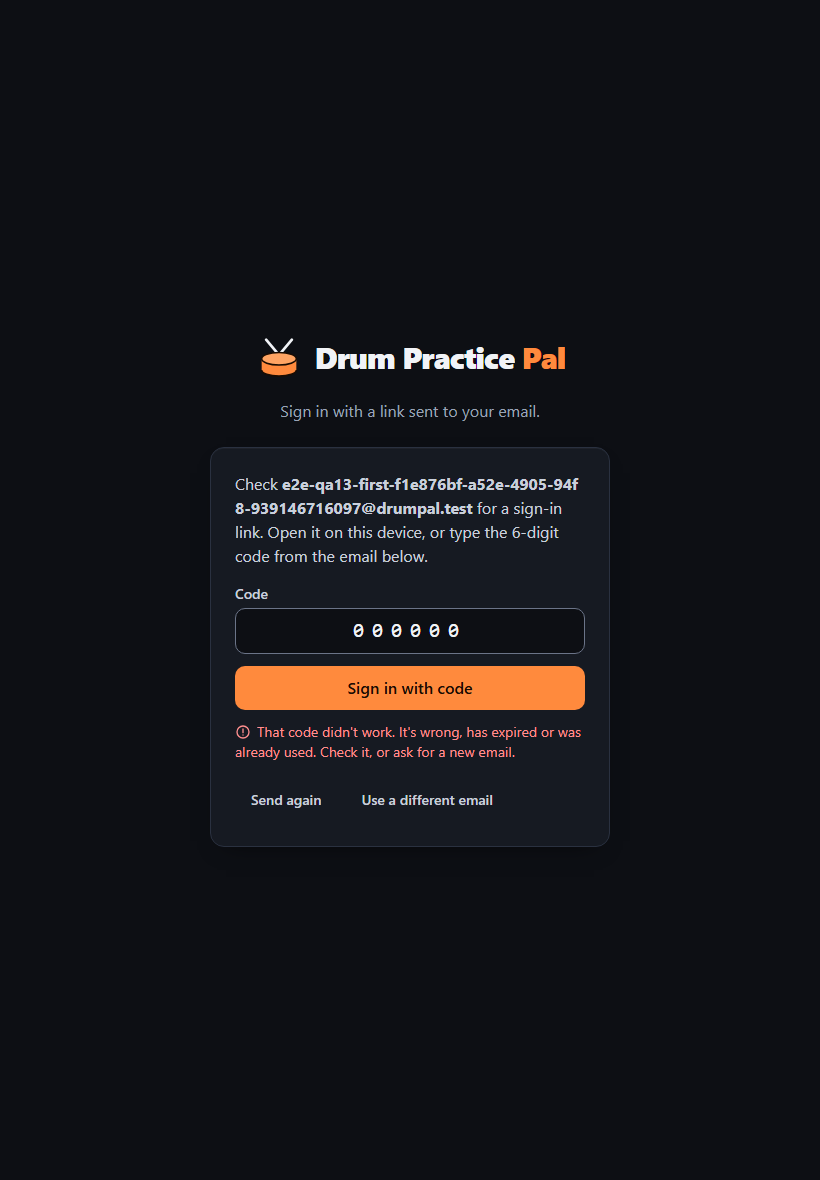 Drum Practice Pal
Sign in with a link sent to your email.
Check e2e-qa13-first-f1e876bf-a52e-4905-94f
8-939146716097@drumpal.test for a sign-in
link. Open it on this device, or type the 6-digit
code from the email below.
Code
000000
Sign in with code
That code didn't work. It's wrong, has expired or was
already used. Check it, or ask for a new email.
Send again Use a different email